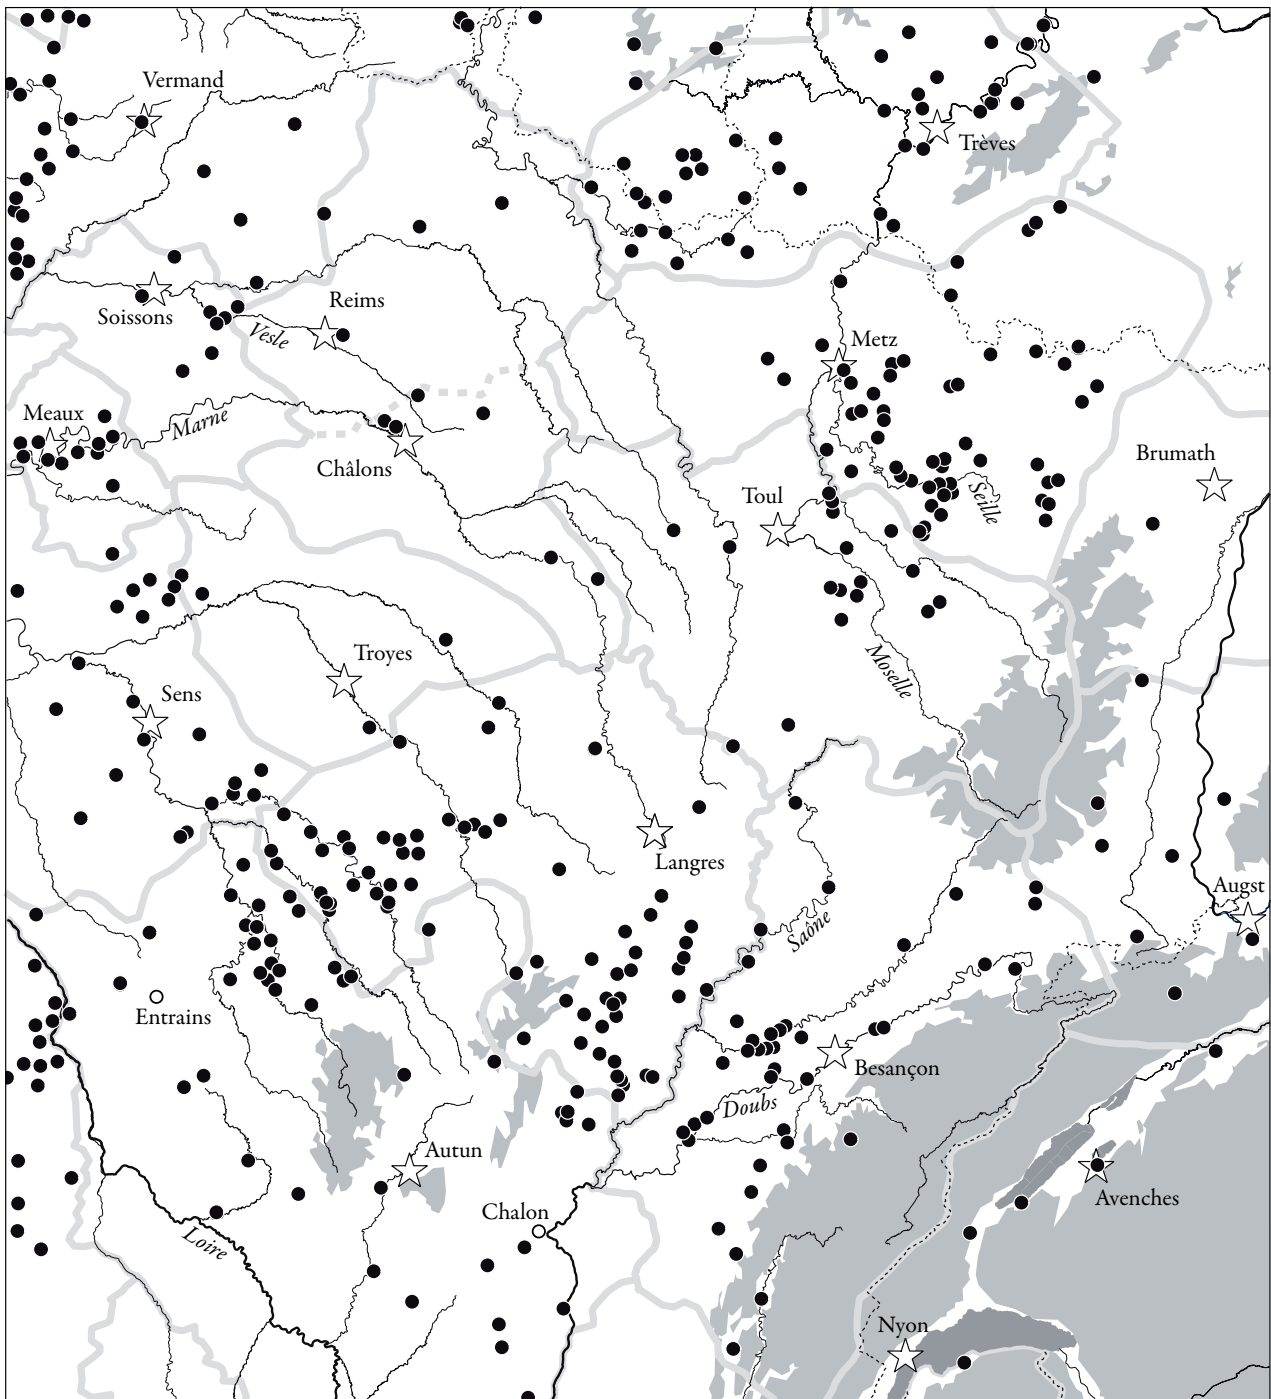 Vermand
Trèves
Soissons
Reims
Vesle
Metz
Meaux
Marne
Châlons
Toul
Seille
Brumath
Troyes
Sens
Moselle
Langres
Augst
Saône
Entrains
Besançon
Doubs
Autun
Chalon
Avenches
Loire
Nyon